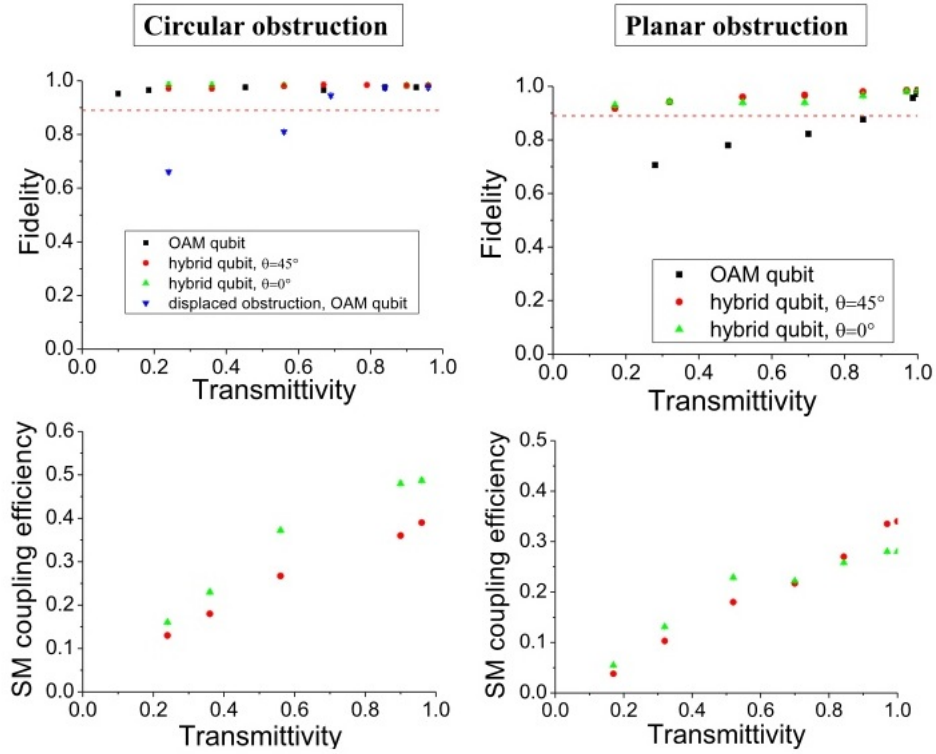 Circular obstruction
Planar obstruction
Fidelity
1.0
0.8
0.6
0.4
0.2
0.0
OAM qubit
hybrid qubit, θ=45°
hybrid qubit, θ=0°
displaced obstruction, OAM qubit
0.0 0.2 0.4 0.6 0.8 1.0
Transmittivity
Fidelity
1.0
0.8
0.6
0.4
0.2
0.0
OAM qubit
hybrid qubit, θ=45°
hybrid qubit, θ=0°
0.0 0.2 0.4 0.6 0.8 1.0
Transmittivity
SM coupling efficiency
0.6
0.5
0.4
0.3
0.2
0.1
0.0
0.0 0.2 0.4 0.6 0.8 1.0
Transmittivity
SM coupling efficiency
0.5
0.4
0.3
0.2
0.1
0.0
0.0 0.2 0.4 0.6 0.8 1.0
Transmittivity